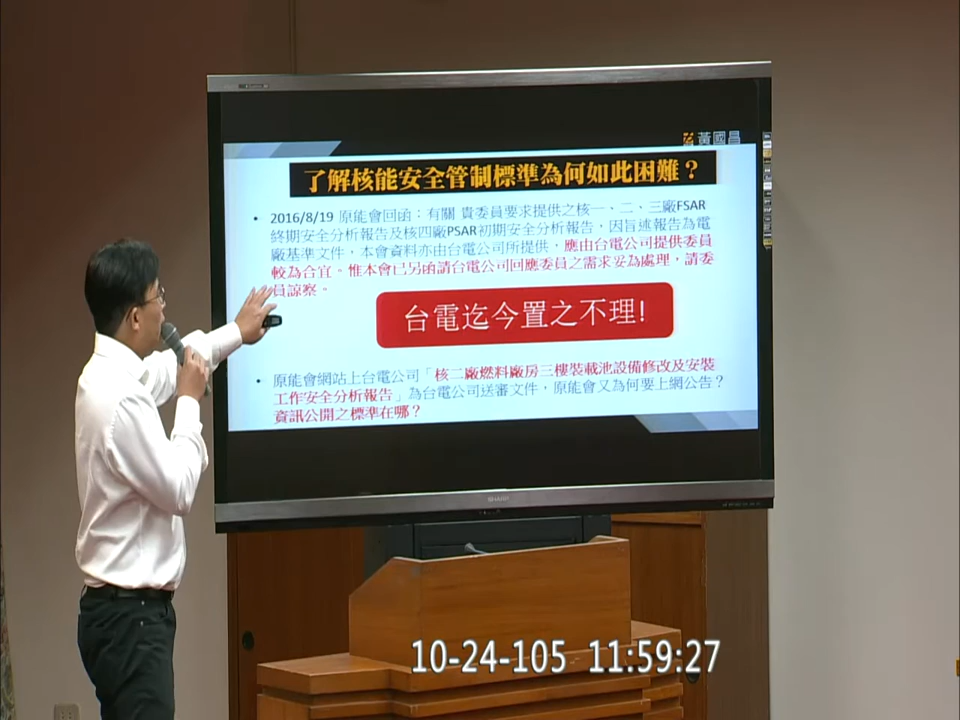 黃國昌
了解核能安全管制標準為何如此困難？
• 2016/8/19 原能會回函：有關 貴委員要求提供之核一、二、三廠FSAR
終期安全分析報告及核四廠PSAR初期安全分析報告，因旨述報告為電
廠基準文件，本會資料亦由台電公司所提供，應由台電公司提供委員
較為合宜。惟本會已另函請台電公司回應委員之需求妥為處理，請委
員諒察。
台電迄今置之不理!
• 原能會網站上台電公司「核二廠燃料廠房三樓裝載池設備修改及安裝
工作安全分析報告」為台電公司送審文件，原能會又為何要上網公告？
資訊公開之標準在哪？
SHARP
10-24-105 11:59:27